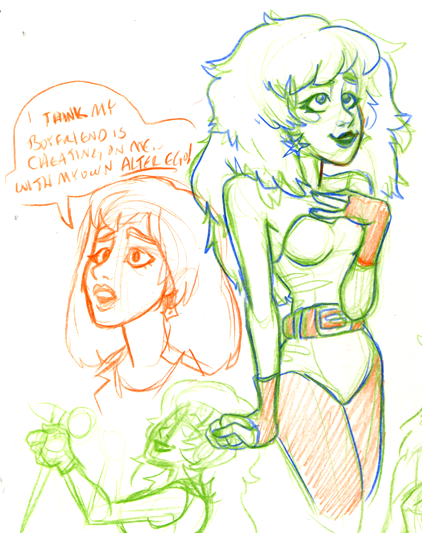 I THINK MY
BOYFRIEND IS
CHEATING ON ME..
WITH MY OWN ALTER EGO!